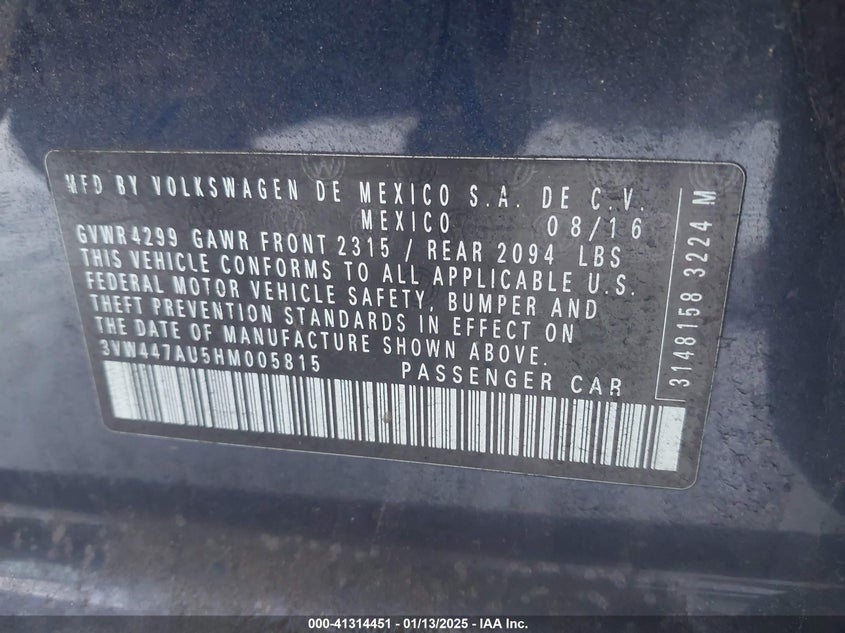 MFD BY VOLKSWAGEN DE MEXICO S.A. DE C.V.
MEXICO 08/16
GVWR4299 GAWR FRONT 2315 / REAR 2094 LBS
THIS VEHICLE CONFORMS TO ALL APPLICABLE U.S.
FEDERAL MOTOR VEHICLE SAFETY, BUMPER AND
THEFT PREVENTION STANDARDS IN EFFECT ON
THE DATE OF MANUFACTURE SHOWN ABOVE.
3VW447AU5HM005815 PASSENGER CAR
3148158 3224 M
000-41314451 - 01/13/2025 - IAA Inc.